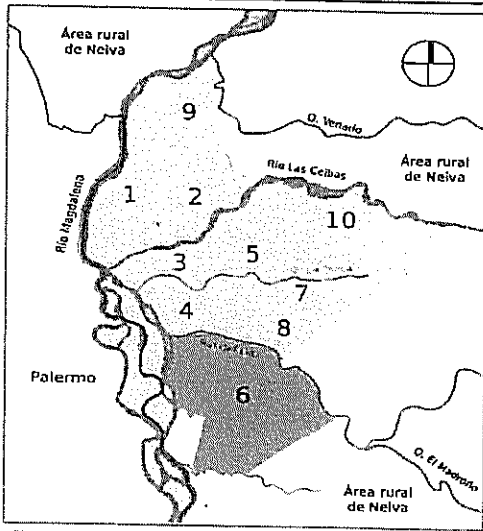 Área rural
de Neiva
9
Q. Venado
Río Las Ceibas
Área rural
de Neiva
Río Magdalena
1
2
10
3
5
7
4
8
Palermo
6
Q. El Madroño
Área rural
de Neiva